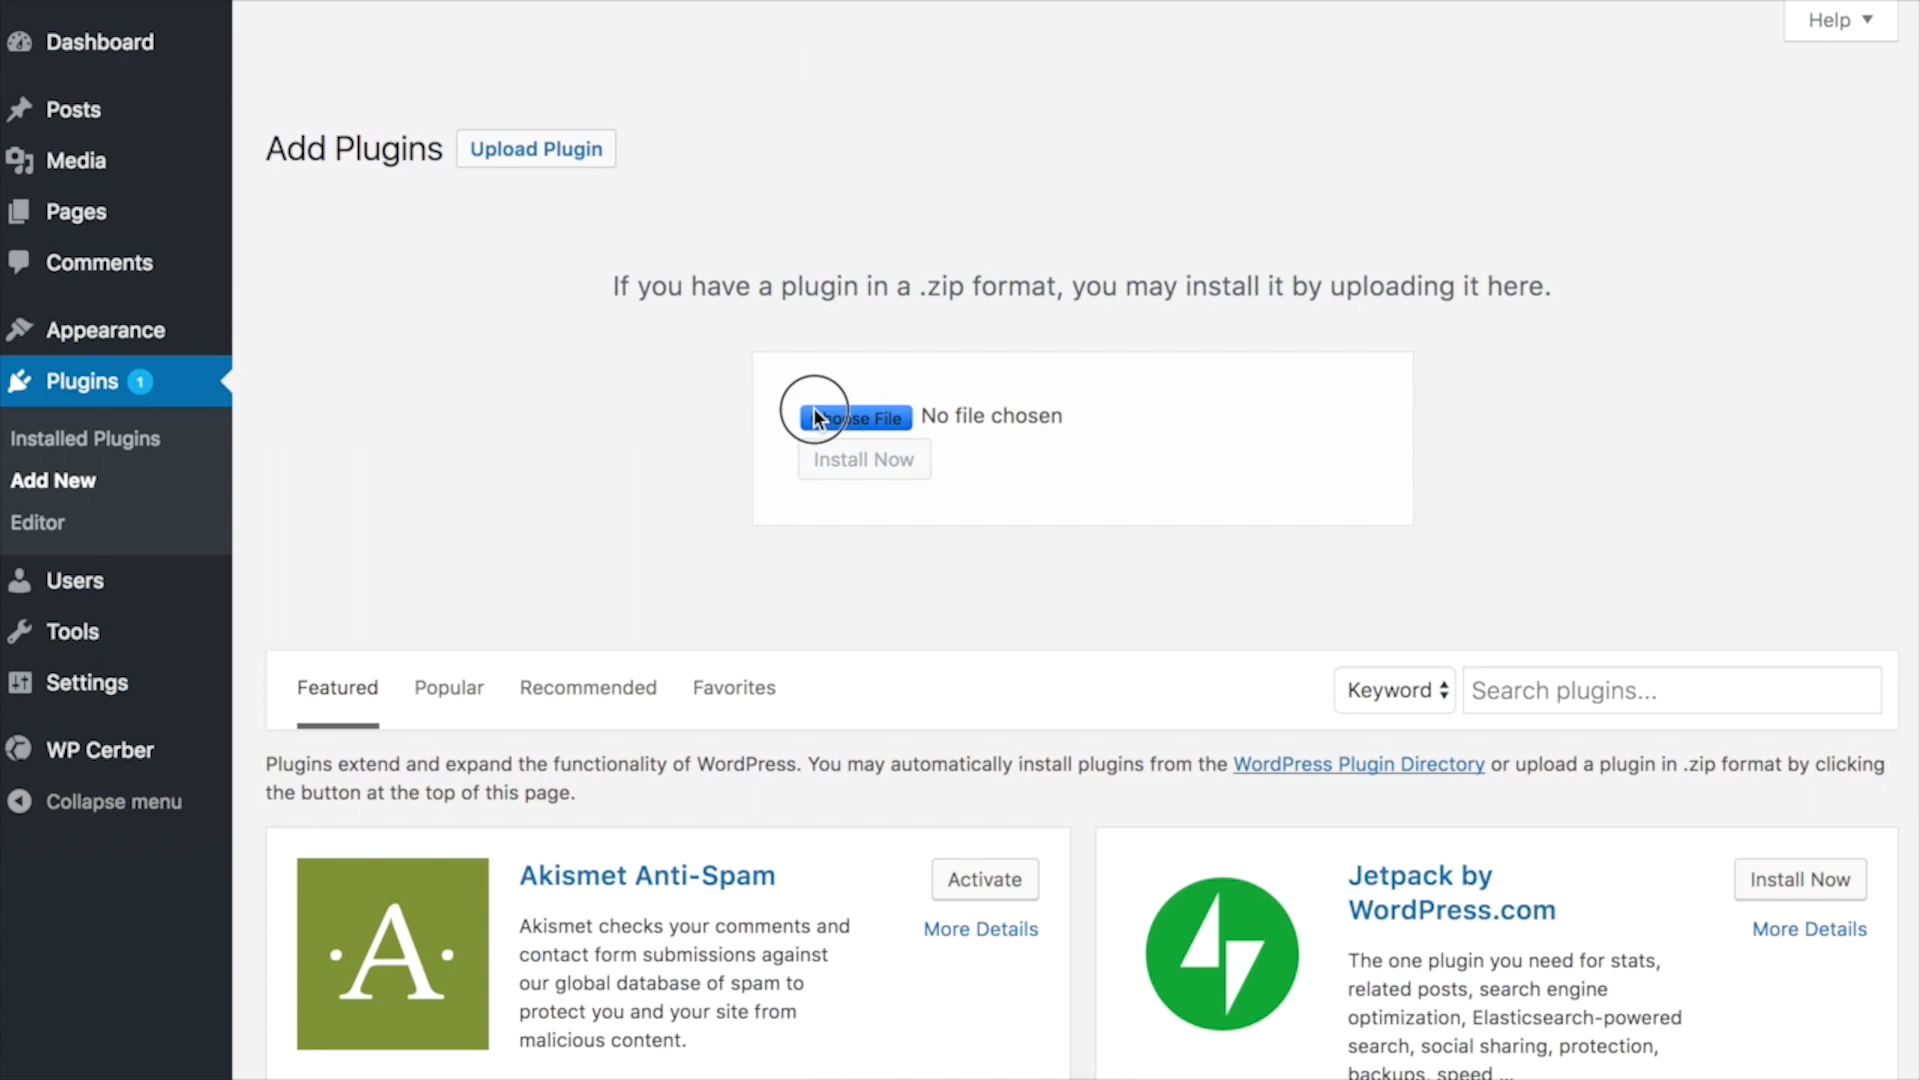 Dashboard
Posts
Media
Pages
Comments
Appearance
Plugins 1
Installed Plugins
Add New
Editor
Users
Tools
Settings
WP Cerber
Collapse menu
Help
Add Plugins Upload Plugin
If you have a plugin in a .zip format, you may install it by uploading it here.
Choose File No file chosen
Install Now
Featured Popular Recommended Favorites Keyword Search plugins...
Plugins extend and expand the functionality of WordPress. You may automatically install plugins from the WordPress Plugin Directory or upload a plugin in .zip format by clicking
the button at the top of this page.
A
Akismet Anti-Spam
Activate
More Details
Akismet checks your comments and
contact form submissions against
our global database of spam to
protect you and your site from
malicious content.
Jetpack by
WordPress.com
Install Now
More Details
The one plugin you need for stats,
related posts, search engine
optimization, Elasticsearch-powered
search, social sharing, protection,
backups, speed ...